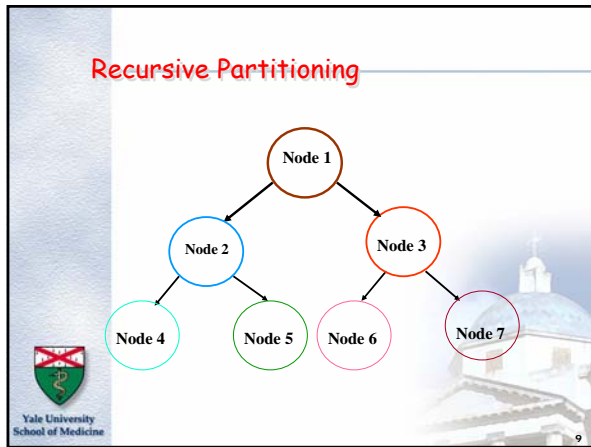 Recursive Partitioning
Node 1
Node 2
Node 3
Node 4
Node 5
Node 6
Node 7
Yale University
School of Medicine
9